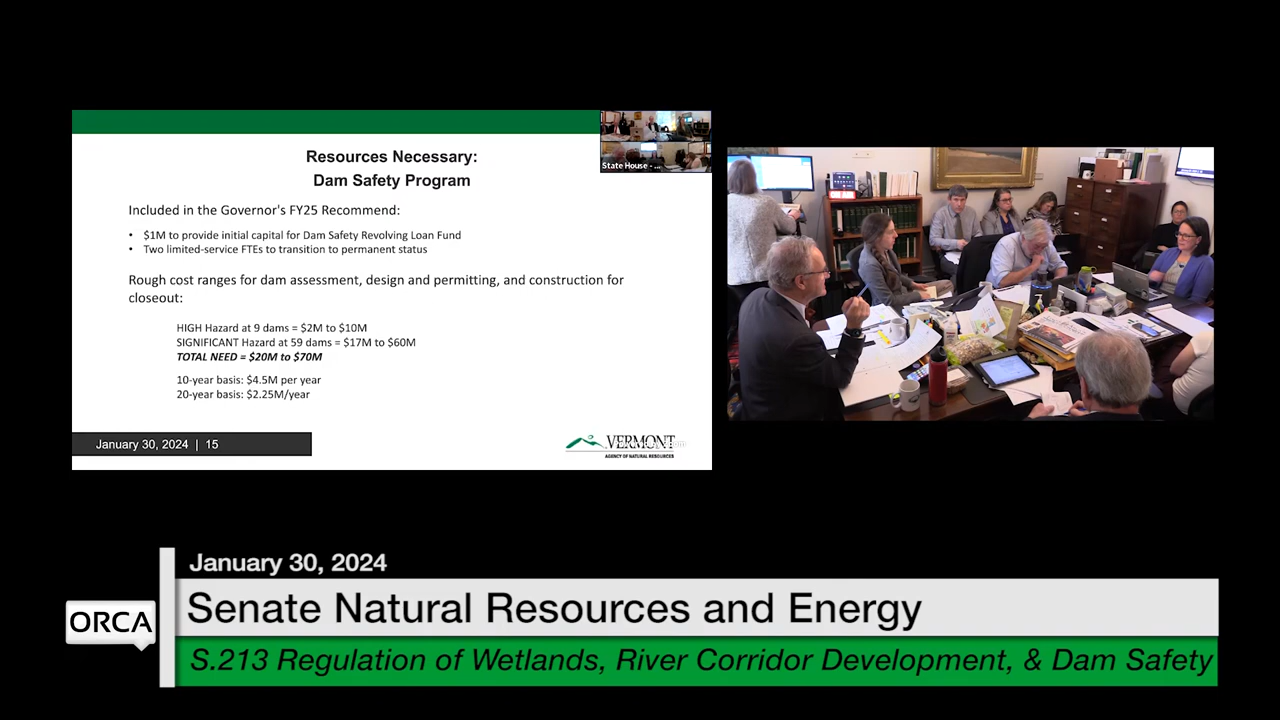 Resources Necessary:
Dam Safety Program
State House - ...
Included in the Governor's FY25 Recommend:
• $1M to provide initial capital for Dam Safety Revolving Loan Fund
• Two limited-service FTEs to transition to permanent status
Rough cost ranges for dam assessment, design and permitting, and construction for
closeout:
HIGH Hazard at 9 dams = $2M to $10M
SIGNIFICANT Hazard at 59 dams = $17M to $60M
TOTAL NEED = $20M to $70M
10-year basis: $4.5M per year
20-year basis: $2.25M/year
January 30, 2024 | 15
VERMONT
AGENCY OF NATURAL RESOURCES
January 30, 2024
ORCA
Senate Natural Resources and Energy
S.213 Regulation of Wetlands, River Corridor Development, & Dam Safety